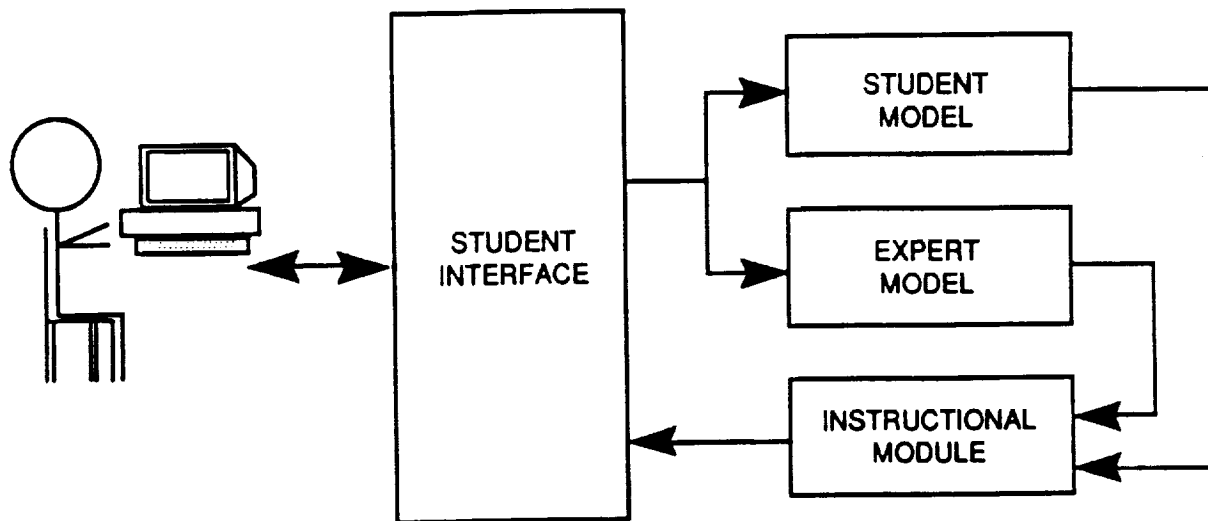 STUDENT
MODEL
STUDENT
INTERFACE
EXPERT
MODEL
INSTRUCTIONAL
MODULE